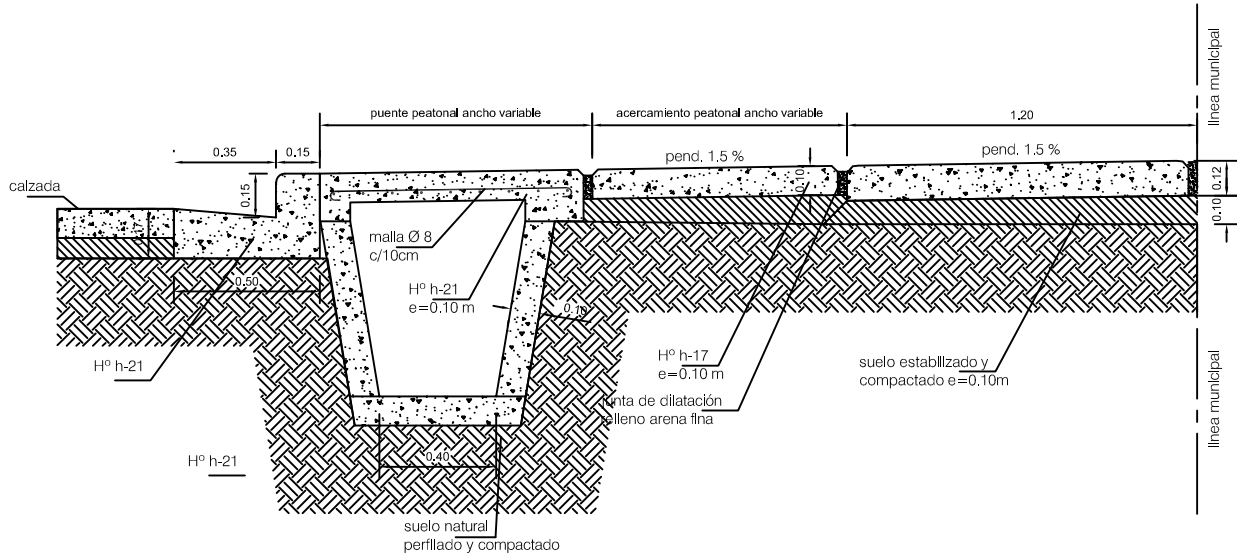 línea municipal
puente peatonal ancho variable
acercamiento peatonal ancho variable
1.20
0.35
0.15
pend. 1.5 %
pend. 1.5 %
calzada
0.15
0.10
0.12
0.10
malla Ø 8
c/10cm
Hº h-21
e=0.10 m
0.50
0.10
Hº h-21
Hº h-17
e=0.10 m
junta de dilatación
relleno arena fina
suelo estabilizado y
compactado e=0.10m
línea municipal
0.40
Hº h-21
suelo natural
perfilado y compactado